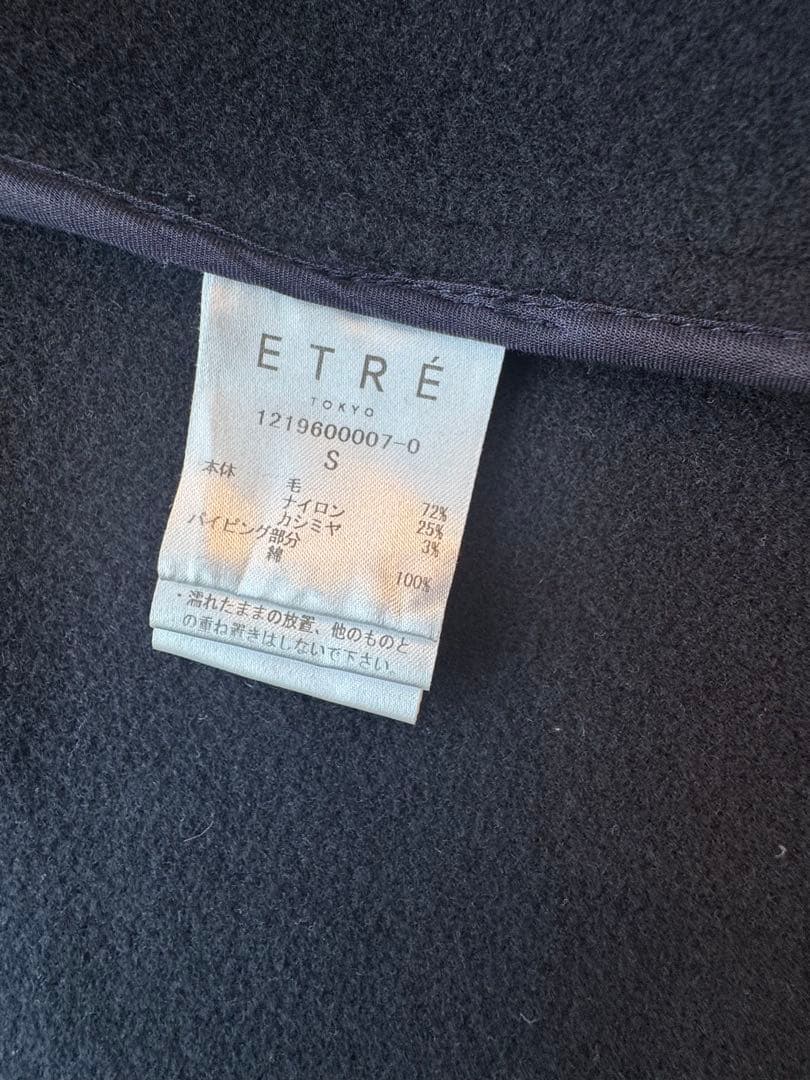 ETRÉ
TOKYO
1219600007-0
S
本体
毛 72%
ナイロン 25%
カシミヤ 3%
パイピング部分
綿 100%
・濡れたままの放置、他のものと
の重ね置きはしないで下さい。